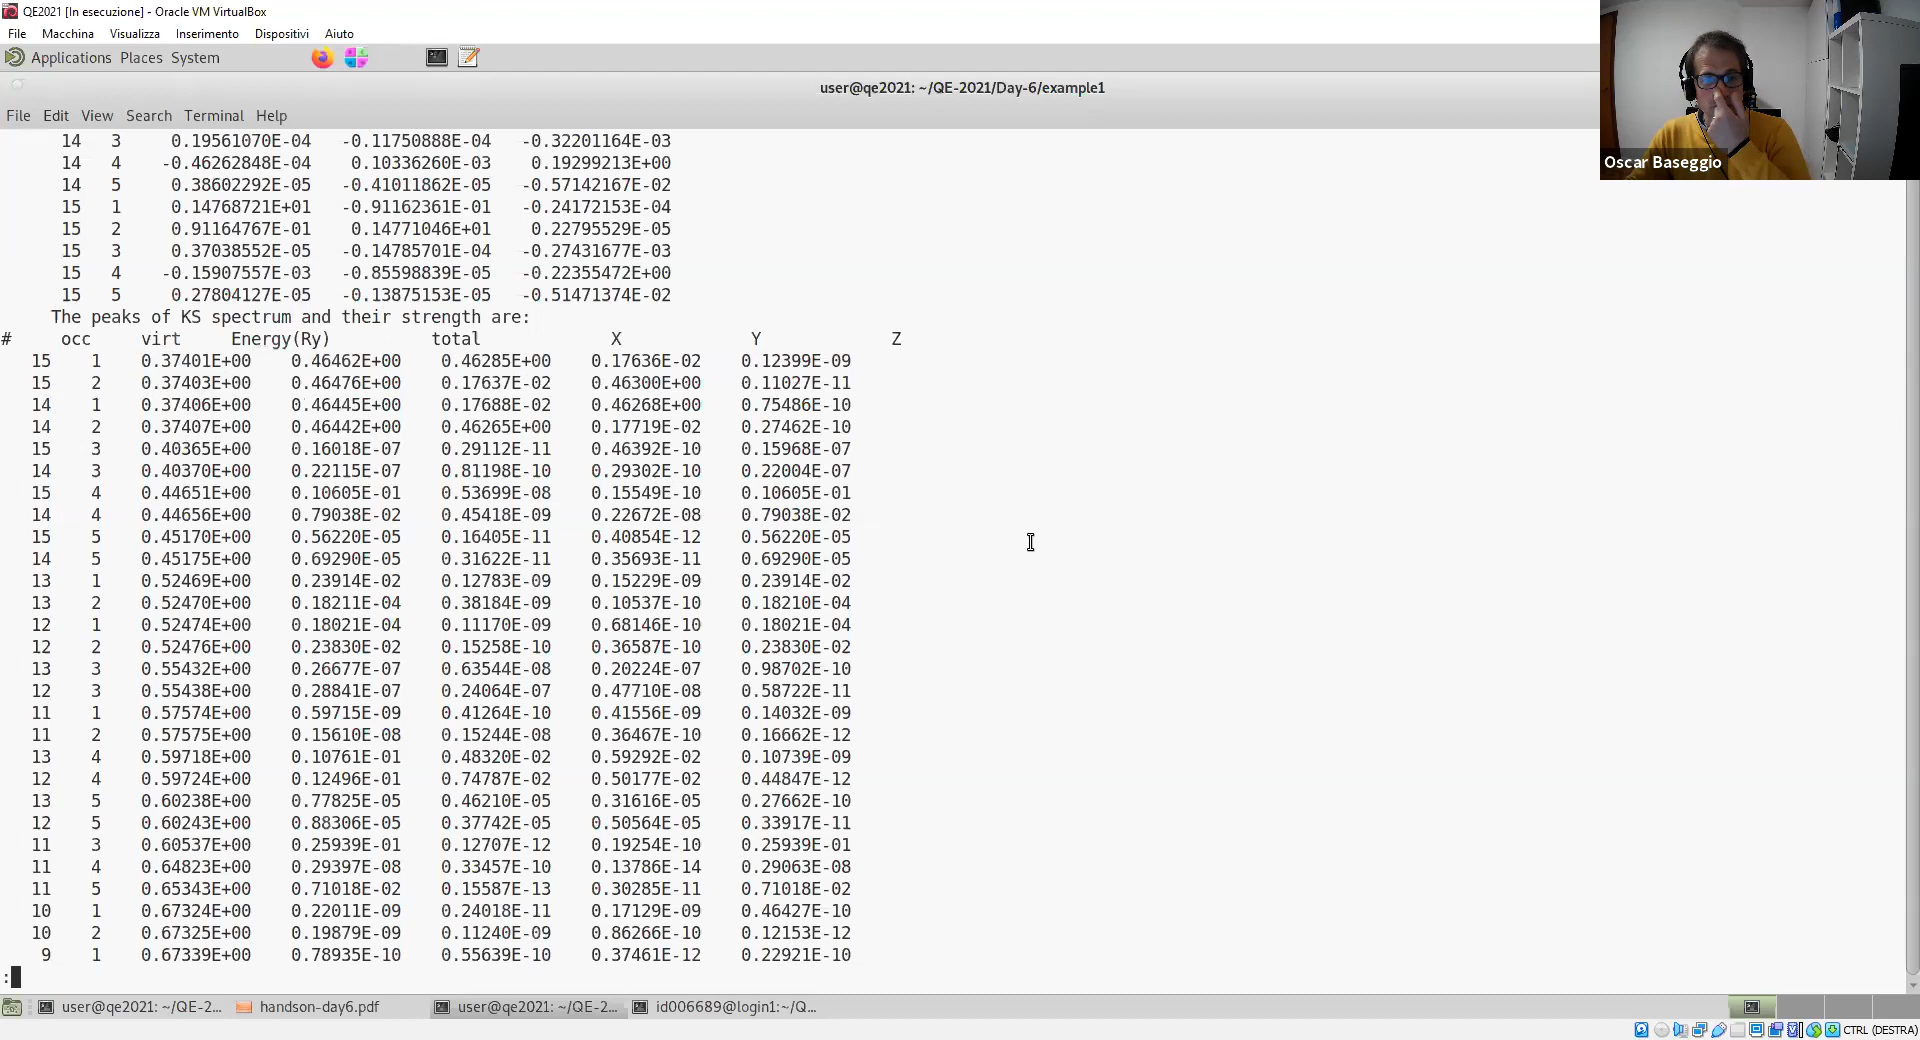 QE2021 [In esecuzione] - Oracle VM VirtualBox
File Macchina Visualizza Inserimento Dispositivi Aiuto
Applications Places System
user@qe2021: ~/QE-2021/Day-6/example1
File Edit View Search Terminal Help
Oscar Baseggio
14 3 0.19561070E-04 -0.11750888E-04 -0.32201164E-03
14 4 -0.46262848E-04 0.10336260E-03 0.19299213E+00
14 5 0.38602292E-05 -0.41011862E-05 -0.57142167E-02
15 1 0.14768721E+01 -0.91162361E-01 -0.24172153E-04
15 2 0.91164767E-01 0.14771046E+01 0.22795529E-05
15 3 0.37038552E-05 -0.14785701E-04 -0.27431677E-03
15 4 -0.15907557E-03 -0.85598839E-05 -0.22355472E+00
15 5 0.27804127E-05 -0.13875153E-05 -0.51471374E-02
The peaks of KS spectrum and their strength are:
# occ virt Energy(Ry) total X Y Z
15 1 0.37401E+00 0.46462E+00 0.46285E+00 0.17636E-02 0.12399E-09
15 2 0.37403E+00 0.46476E+00 0.17637E-02 0.46300E+00 0.11027E-11
14 1 0.37406E+00 0.46445E+00 0.17688E-02 0.46268E+00 0.75486E-10
14 2 0.37407E+00 0.46442E+00 0.46265E+00 0.17719E-02 0.27462E-10
15 3 0.40365E+00 0.16018E-07 0.29112E-11 0.46392E-10 0.15968E-07
14 3 0.40370E+00 0.22115E-07 0.81198E-10 0.29302E-10 0.22004E-07
15 4 0.44651E+00 0.10605E-01 0.53699E-08 0.15549E-10 0.10605E-01
14 4 0.44656E+00 0.79038E-02 0.45418E-09 0.22672E-08 0.79038E-02
15 5 0.45170E+00 0.56220E-05 0.16405E-11 0.40854E-12 0.56220E-05
14 5 0.45175E+00 0.69290E-05 0.31622E-11 0.35693E-11 0.69290E-05
13 1 0.52469E+00 0.23914E-02 0.12783E-09 0.15229E-09 0.23914E-02
13 2 0.52470E+00 0.18211E-04 0.38184E-09 0.10537E-10 0.18210E-04
12 1 0.52474E+00 0.18021E-04 0.11170E-09 0.68146E-10 0.18021E-04
12 2 0.52476E+00 0.23830E-02 0.15258E-10 0.36587E-10 0.23830E-02
13 3 0.55432E+00 0.26677E-07 0.63544E-08 0.20224E-07 0.98702E-10
12 3 0.55438E+00 0.28841E-07 0.24064E-07 0.47710E-08 0.58722E-11
11 1 0.57574E+00 0.59715E-09 0.41264E-10 0.41556E-09 0.14032E-09
11 2 0.57575E+00 0.15610E-08 0.15244E-08 0.36467E-10 0.16662E-12
13 4 0.59718E+00 0.10761E-01 0.48320E-02 0.59292E-02 0.10739E-09
12 4 0.59724E+00 0.12496E-01 0.74787E-02 0.50177E-02 0.44847E-12
13 5 0.60238E+00 0.77825E-05 0.46210E-05 0.31616E-05 0.27662E-10
12 5 0.60243E+00 0.88306E-05 0.37742E-05 0.50564E-05 0.33917E-11
11 3 0.60537E+00 0.25939E-01 0.12707E-12 0.19254E-10 0.25939E-01
11 4 0.64823E+00 0.29397E-08 0.33457E-10 0.13786E-14 0.29063E-08
11 5 0.65343E+00 0.71018E-02 0.15587E-13 0.30285E-11 0.71018E-02
10 1 0.67324E+00 0.22011E-09 0.24018E-11 0.17129E-09 0.46427E-10
10 2 0.67325E+00 0.19879E-09 0.11240E-09 0.86266E-10 0.12153E-12
9 1 0.67339E+00 0.78935E-10 0.55639E-10 0.37461E-12 0.22921E-10
:
user@qe2021: ~/QE-2... handson-day6.pdf user@qe2021: ~/QE-2... id006689@login1:~/Q...
CTRL (DESTRA)